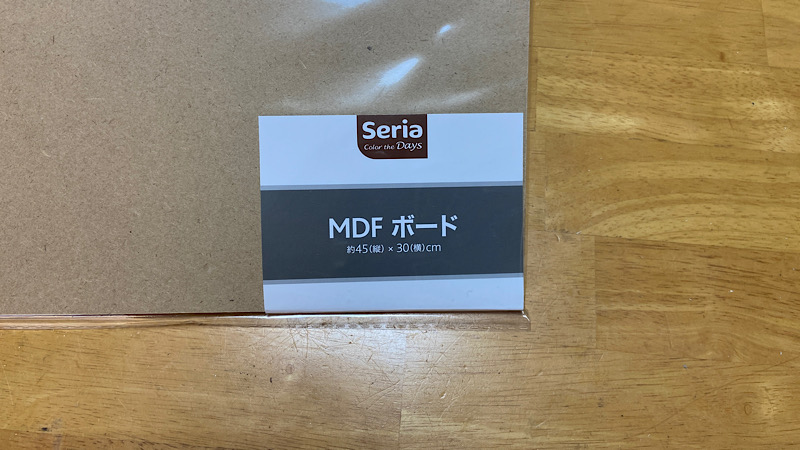 Seria
Color the Days
MDF ボード
約45(縦) × 30(横)cm